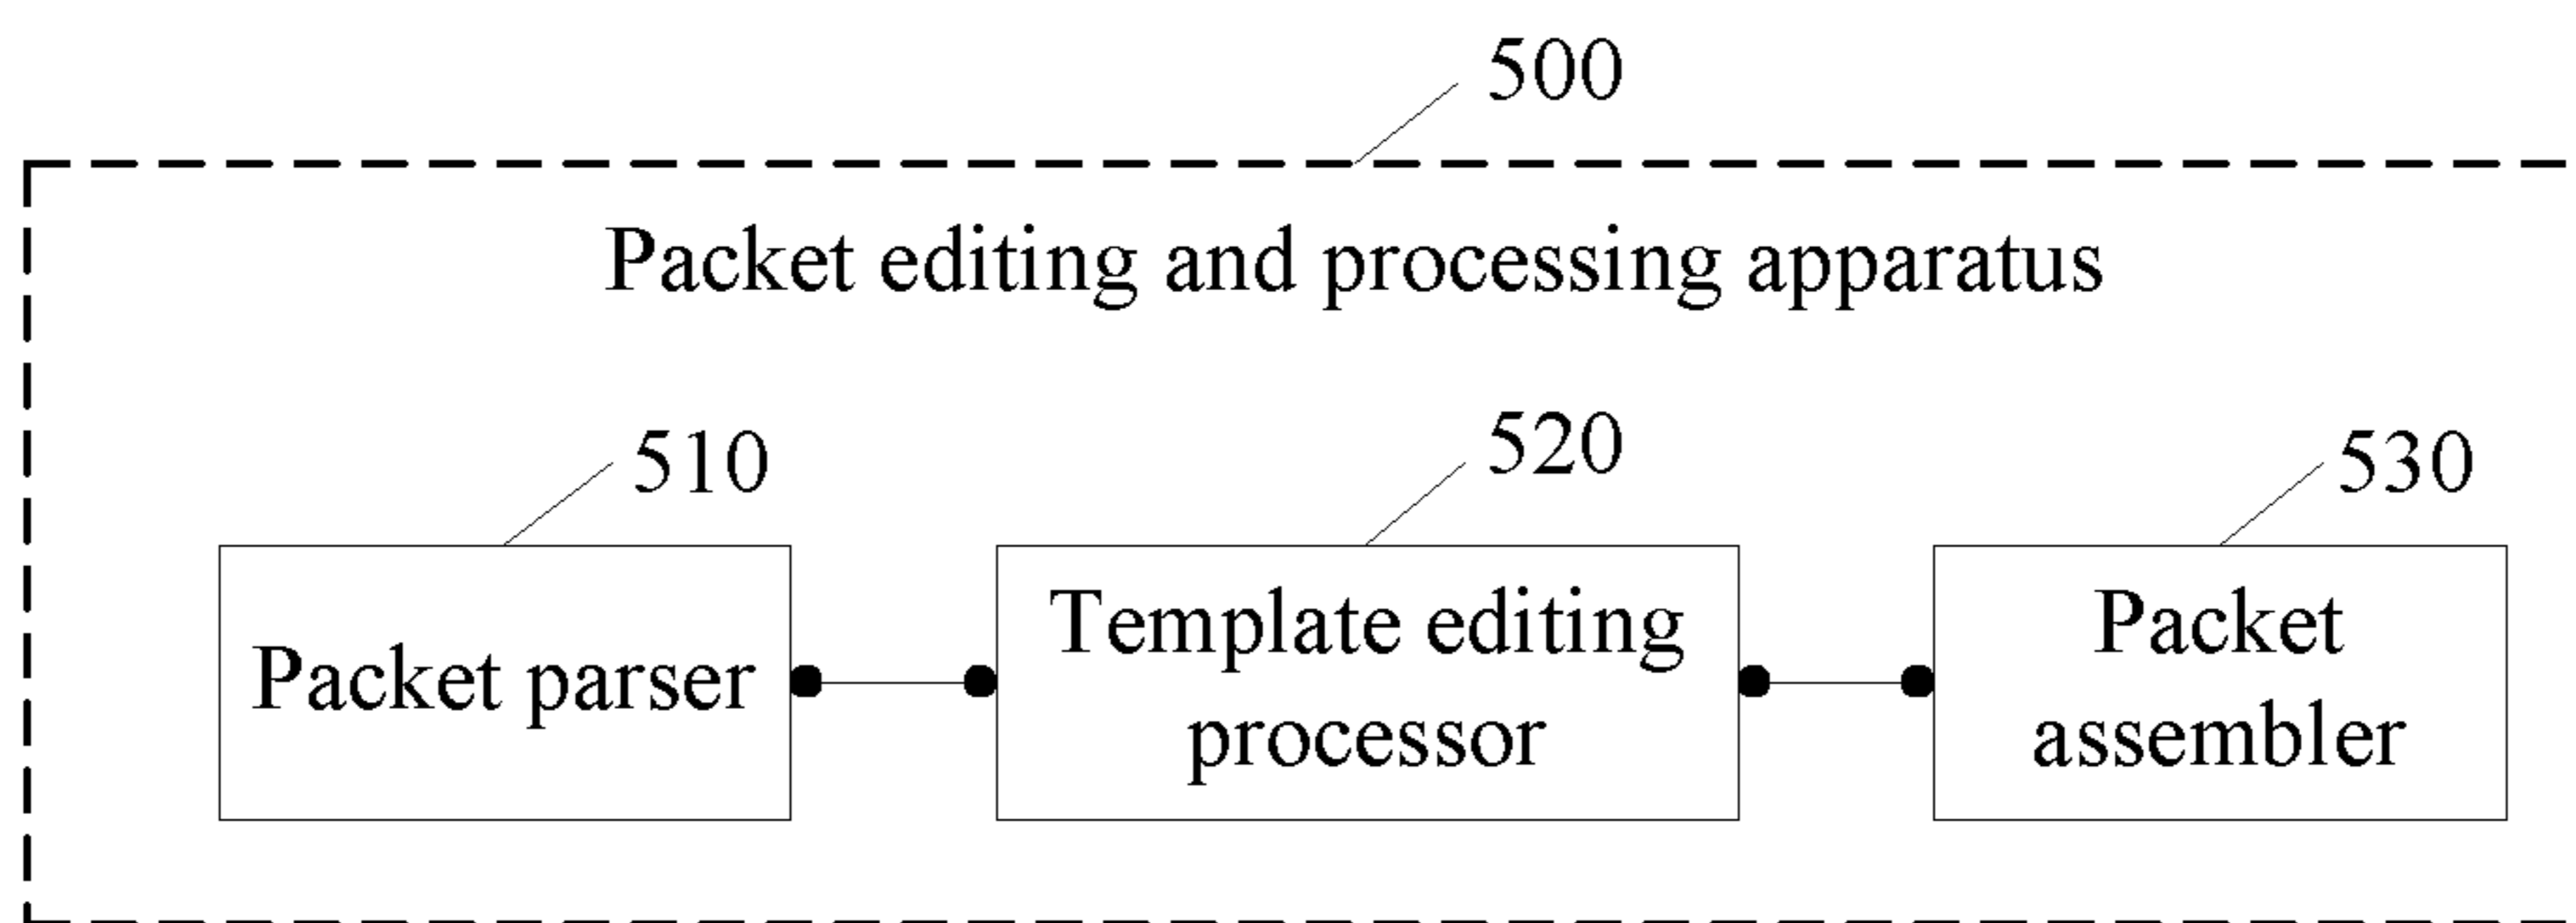 500
Packet editing and processing apparatus
510
520
530
Packet parser
Template editing
processor
Packet
assembler